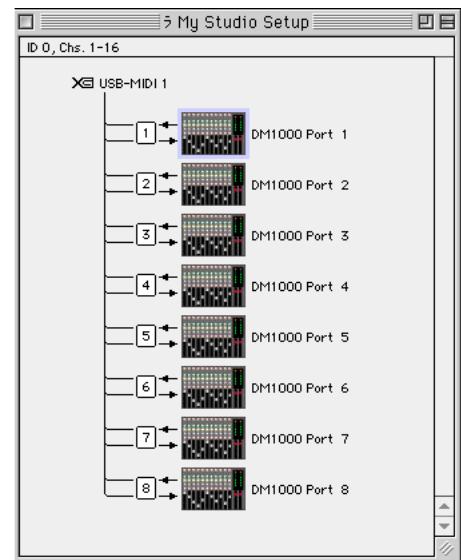 ﾗ My Studio Setup
ID 0, Chs. 1-16
USB-MIDI 1
1 DM1000 Port 1
2 DM1000 Port 2
3 DM1000 Port 3
4 DM1000 Port 4
5 DM1000 Port 5
6 DM1000 Port 6
7 DM1000 Port 7
8 DM1000 Port 8